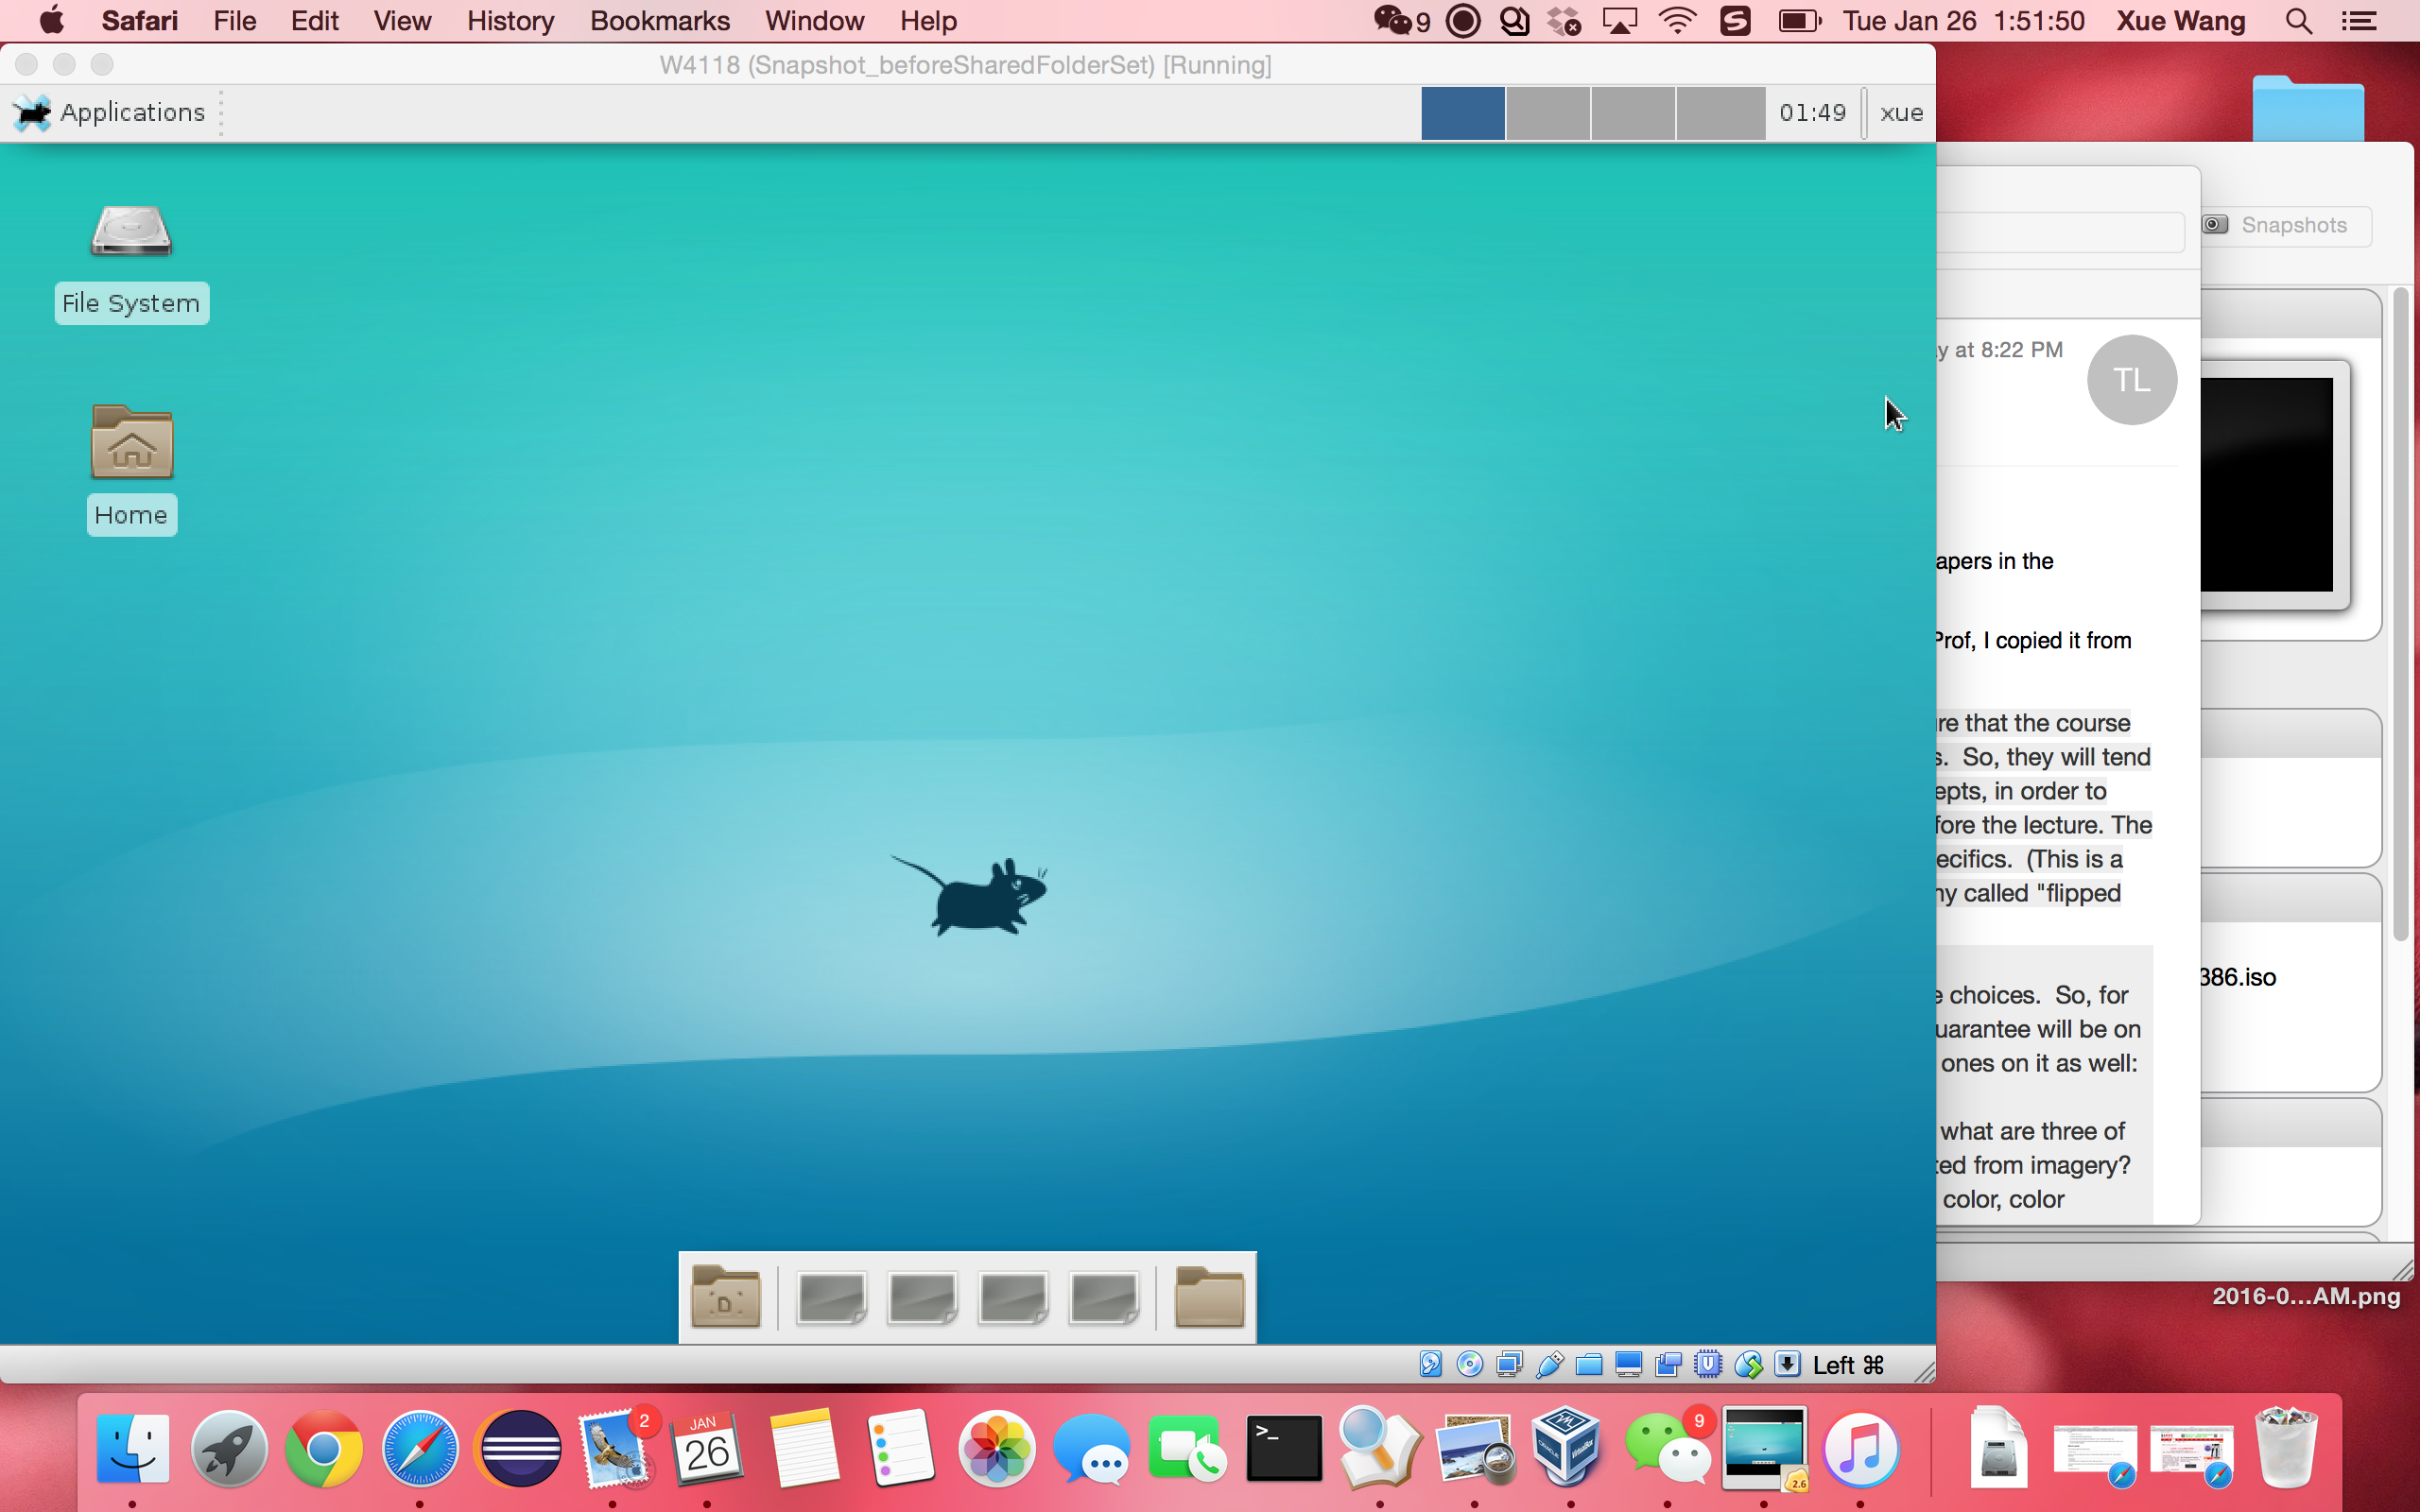 Safari File Edit View History Bookmarks Window Help 9 Tue Jan 26 1:51:50 Xue Wang
W4118 (Snapshot_beforeSharedFolderSet) [Running]
Applications 01:49 xue
File System
Home
Snapshots
y at 8:22 PM
TL
apers in the
Prof, I copied it from
re that the course
s. So, they will tend
epts, in order to
fore the lecture. The
ecifics. (This is a
ny called "flipped
386.iso
e choices. So, for
uarantee will be on
ones on it as well:
what are three of
ted from imagery?
color, color
2016-0...AM.png
Left ⌘
2
JAN
26
>_
9
2.6